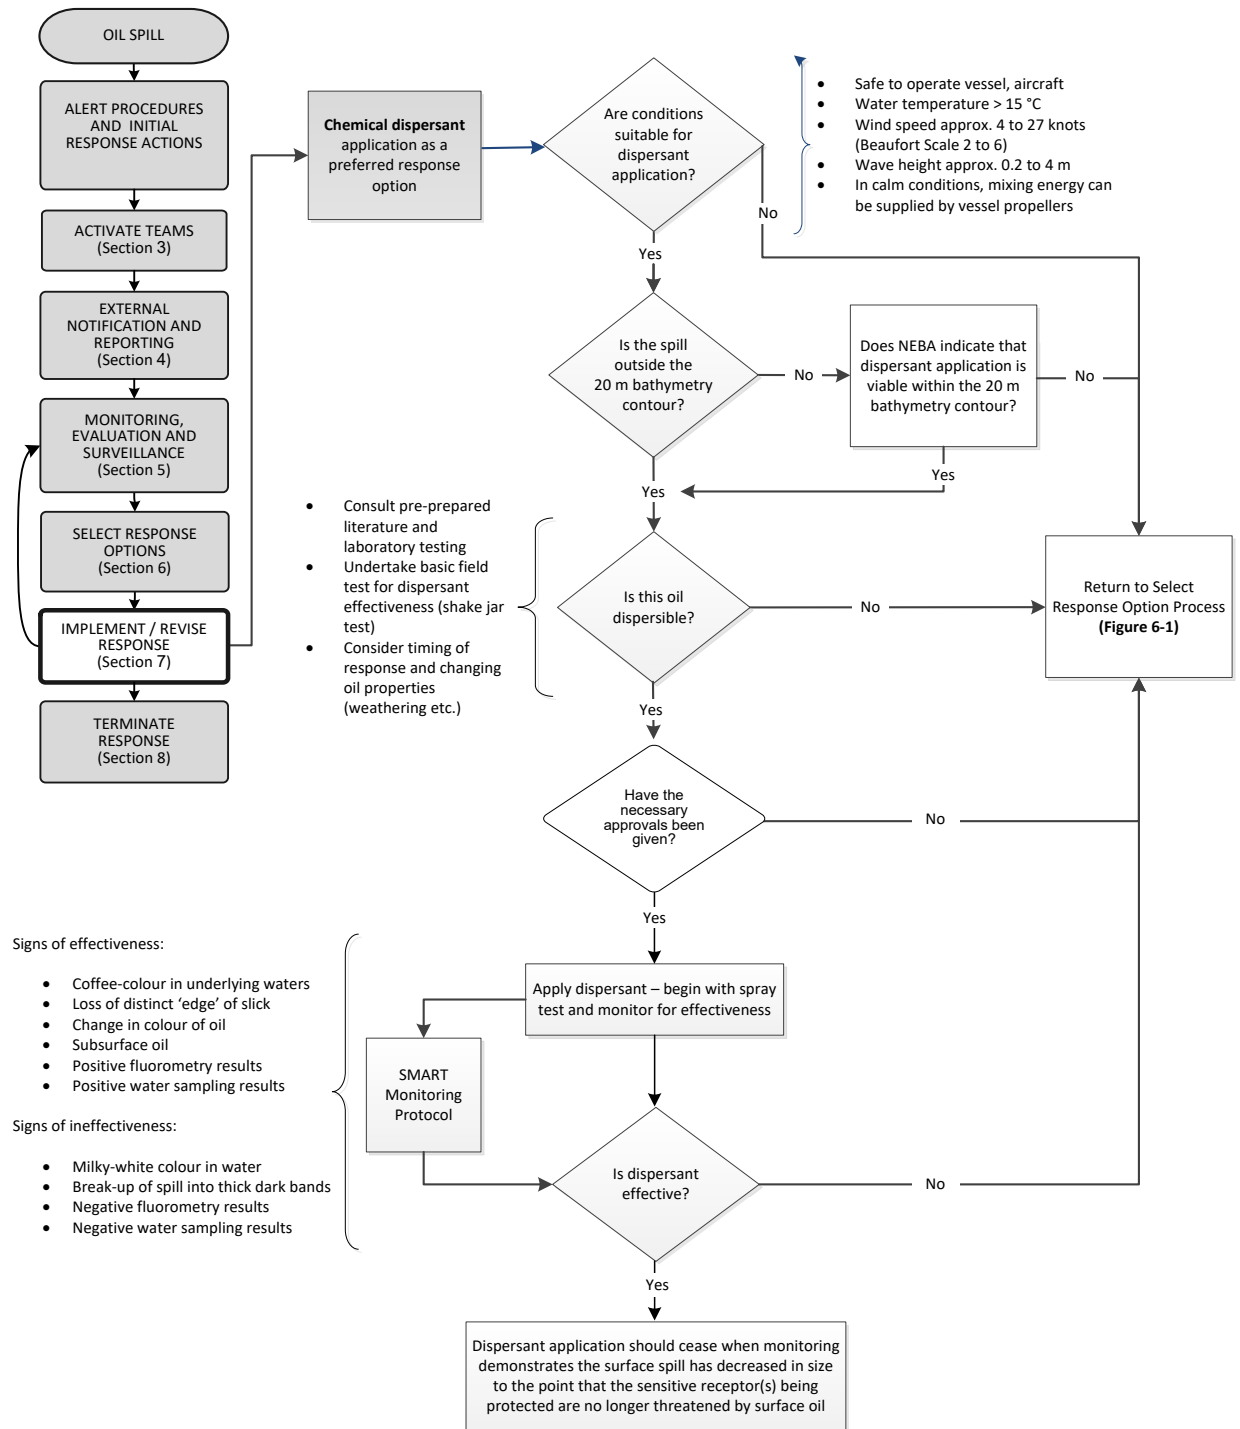 OIL SPILL
ALERT PROCEDURES
AND INITIAL
RESPONSE ACTIONS
ACTIVATE TEAMS
(Section 3)
EXTERNAL
NOTIFICATION AND
REPORTING
(Section 4)
MONITORING,
EVALUATION AND
SURVEILLANCE
(Section 5)
SELECT RESPONSE
OPTIONS
(Section 6)
IMPLEMENT / REVISE
RESPONSE
(Section 7)
TERMINATE
RESPONSE
(Section 8)
Chemical dispersant
application as a
preferred response
option
Are conditions
suitable for
dispersant
application?
• Safe to operate vessel, aircraft
• Water temperature > 15 °C
• Wind speed approx. 4 to 27 knots
(Beaufort Scale 2 to 6)
• Wave height approx. 0.2 to 4 m
• In calm conditions, mixing energy can
be supplied by vessel propellers
No
Yes
Is the spill
outside the
20 m bathymetry
contour?
No
Does NEBA indicate that
dispersant application is
viable within the 20 m
bathymetry contour?
No
Yes
Yes
• Consult pre-prepared
literature and
laboratory testing
• Undertake basic field
test for dispersant
effectiveness (shake jar
test)
• Consider timing of
response and changing
oil properties
(weathering etc.)
Is this oil
dispersible?
No
Return to Select
Response Option Process
(Figure 6-1)
Yes
Have the
necessary
approvals been
given?
No
Yes
Apply dispersant – begin with spray
test and monitor for effectiveness
SMART
Monitoring
Protocol
Signs of effectiveness:
• Coffee-colour in underlying waters
• Loss of distinct ‘edge’ of slick
• Change in colour of oil
• Subsurface oil
• Positive fluorometry results
• Positive water sampling results
Signs of ineffectiveness:
• Milky-white colour in water
• Break-up of spill into thick dark bands
• Negative fluorometry results
• Negative water sampling results
Is dispersant
effective?
No
Yes
Dispersant application should cease when monitoring
demonstrates the surface spill has decreased in size
to the point that the sensitive receptor(s) being
protected are no longer threatened by surface oil